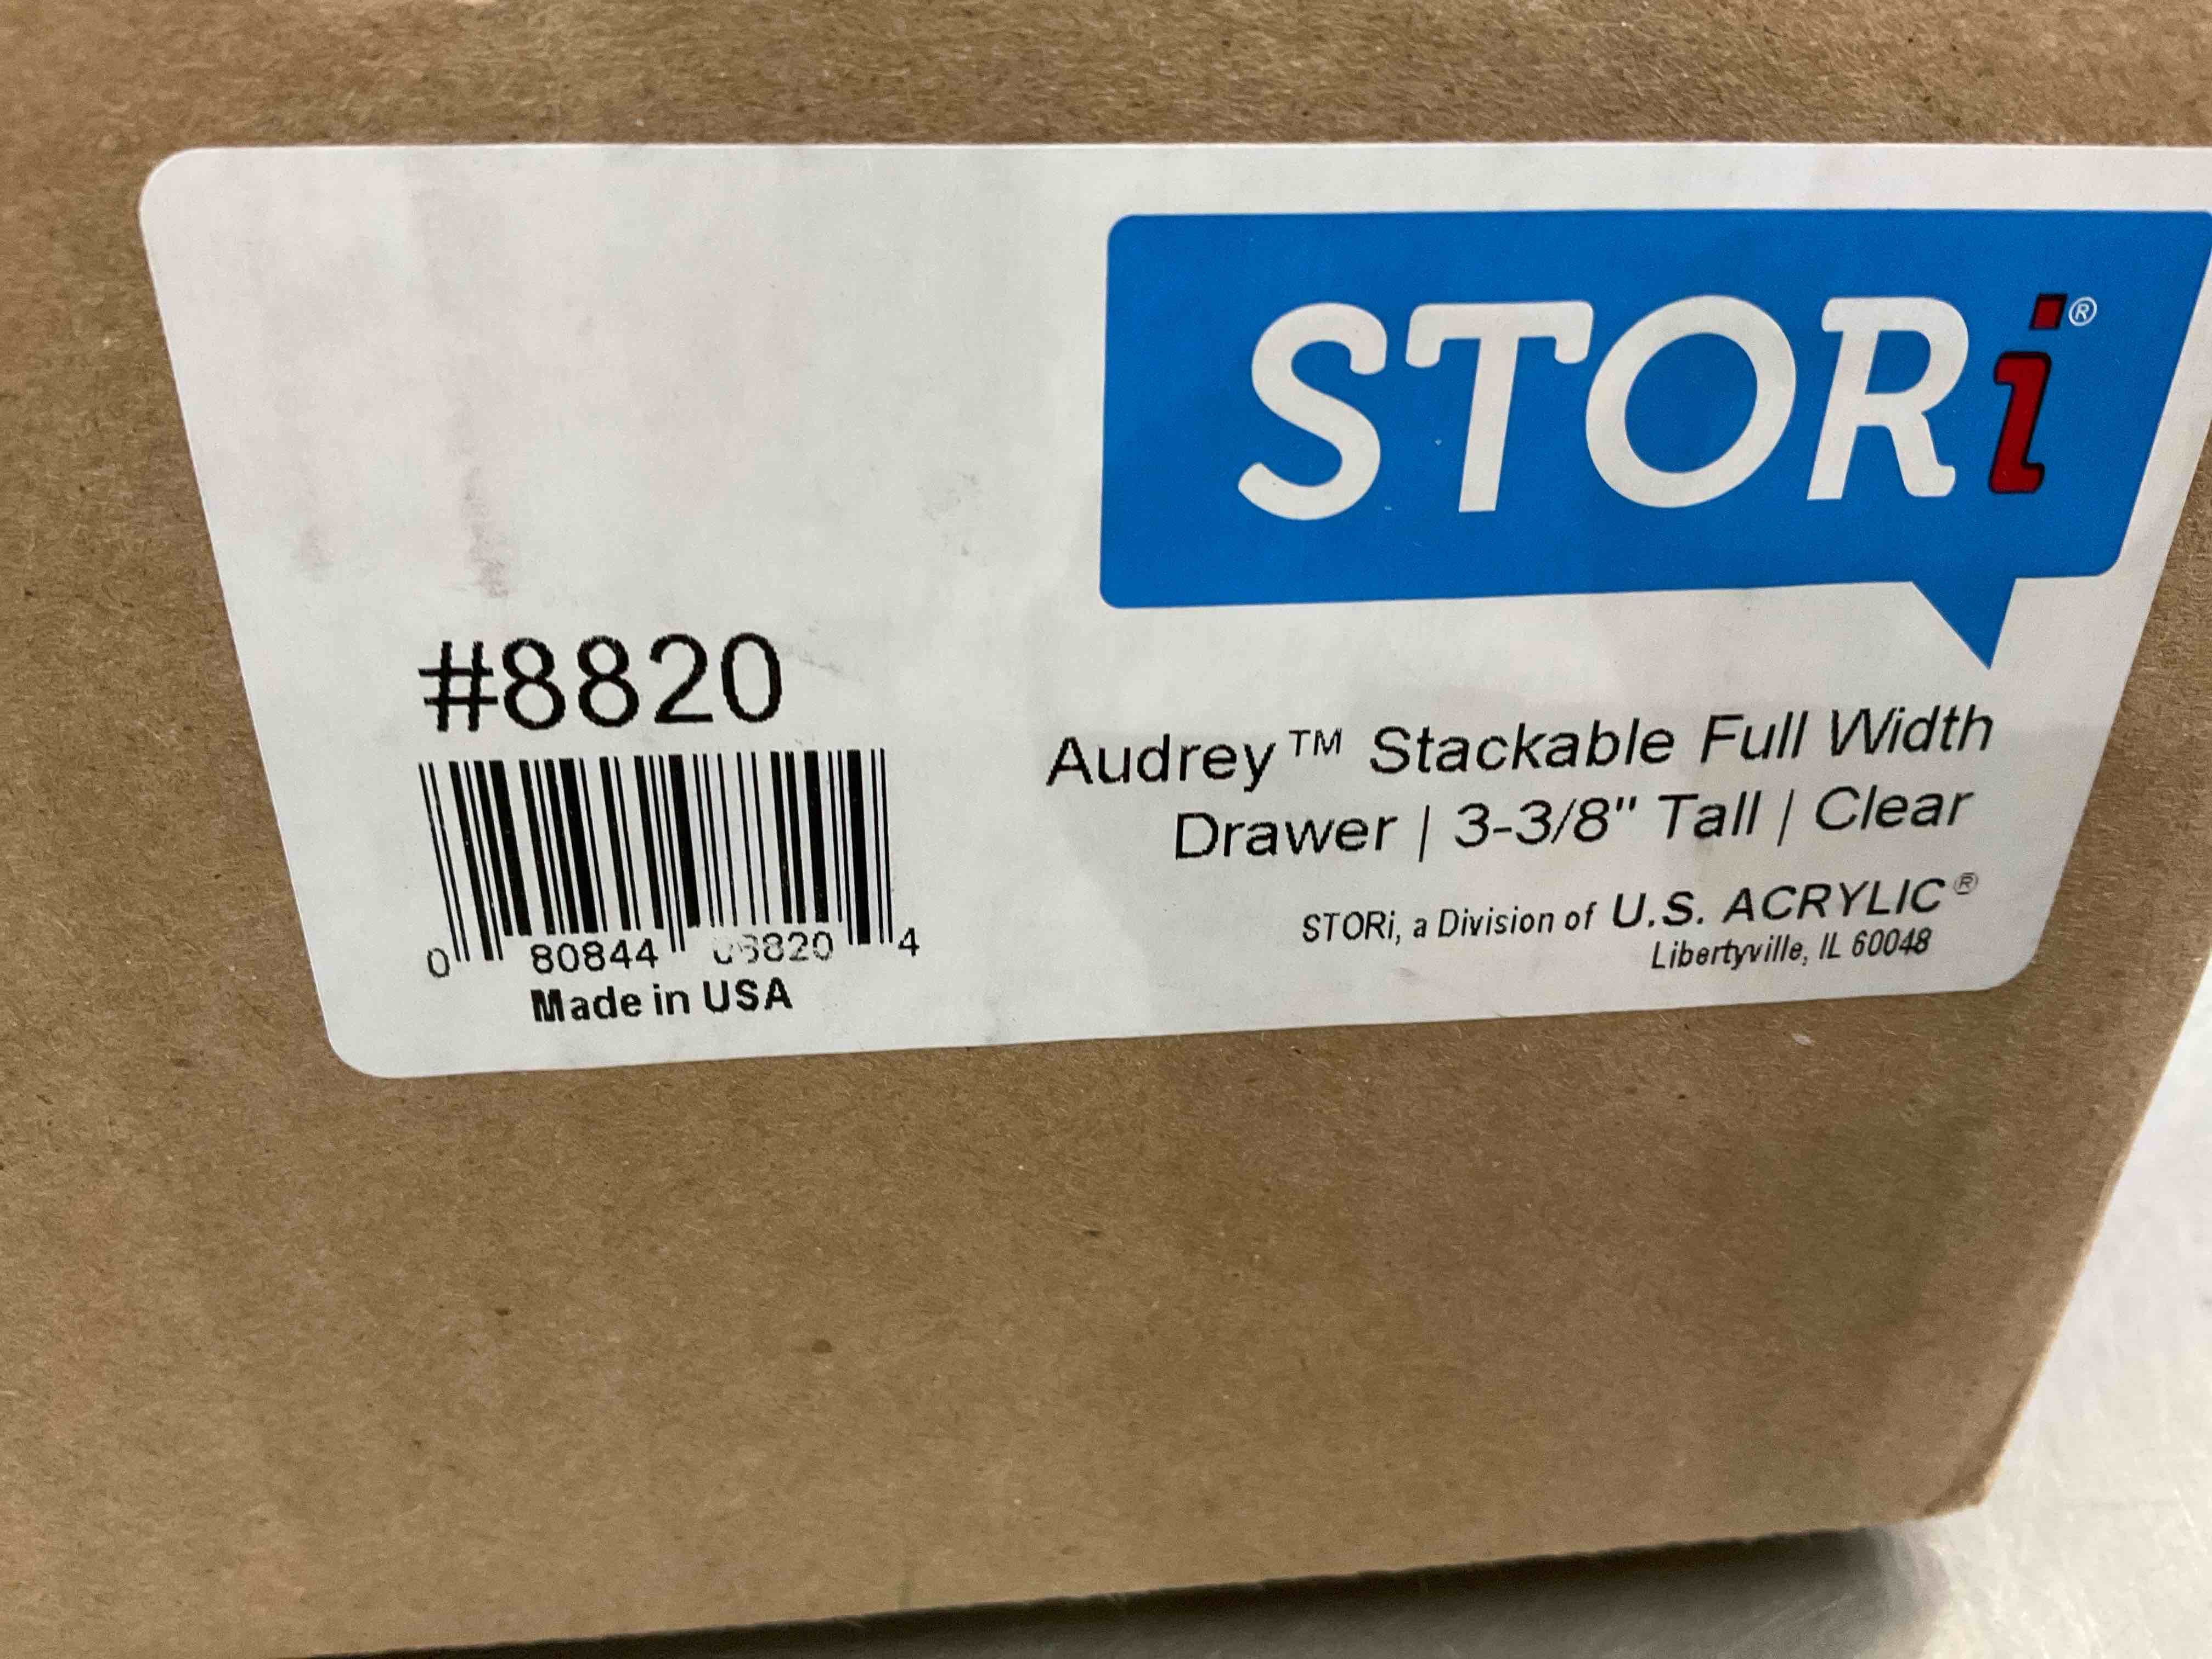 STORi®
#8820
Audrey™ Stackable Full Width
Drawer | 3-3/8" Tall | Clear
STORi, a Division of U.S. ACRYLIC®
Libertyville, IL 60048
0 80844 4
Made in USA